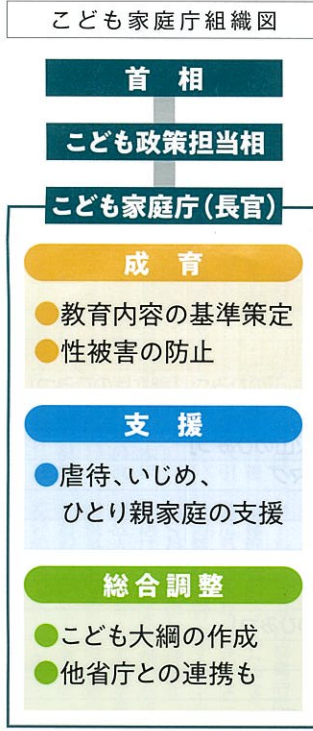 こども家庭庁組織図
首 相
こども政策担当相
こども家庭庁(長官)
成 育
●教育内容の基準策定
●性被害の防止
支 援
●虐待、いじめ、
ひとり親家庭の支援
総合調整
●こども大綱の作成
●他省庁との連携も